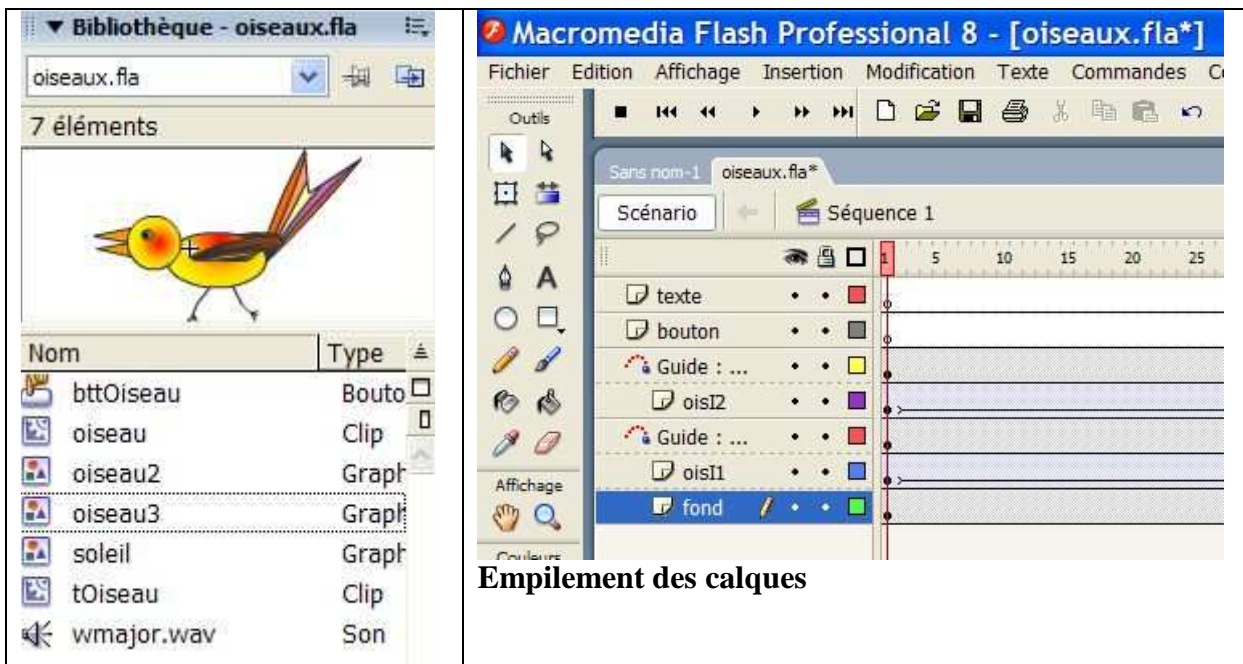 Bibliothèque - oiseaux.fla
oiseaux.fla
7 éléments
Nom Type
bttOiseau Bouto
oiseau Clip
oiseau2 Graph
oiseau3 Graph
soleil Graph
tOiseau Clip
wmajor.wav Son
Macromedia Flash Professional 8 - [oiseaux.fla*]
Fichier Edition Affichage Insertion Modification Texte Commandes C
Outils
Sans nom-1 oiseaux.fla*
Scénario Séquence 1
1 5 10 15 20 25
texte
bouton
Guide : ...
oisI2
Guide : ...
oisI1
Affichage
fond
Couleurs
Empilement des calques